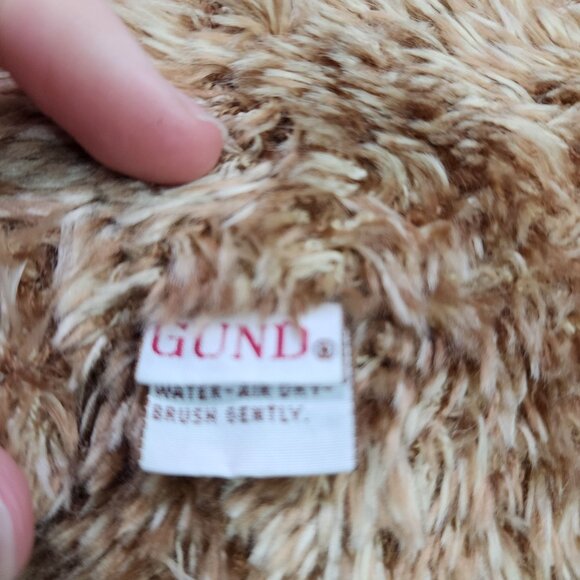 GUND®
WATER-AIR DRY-
BRUSH GENTLY.